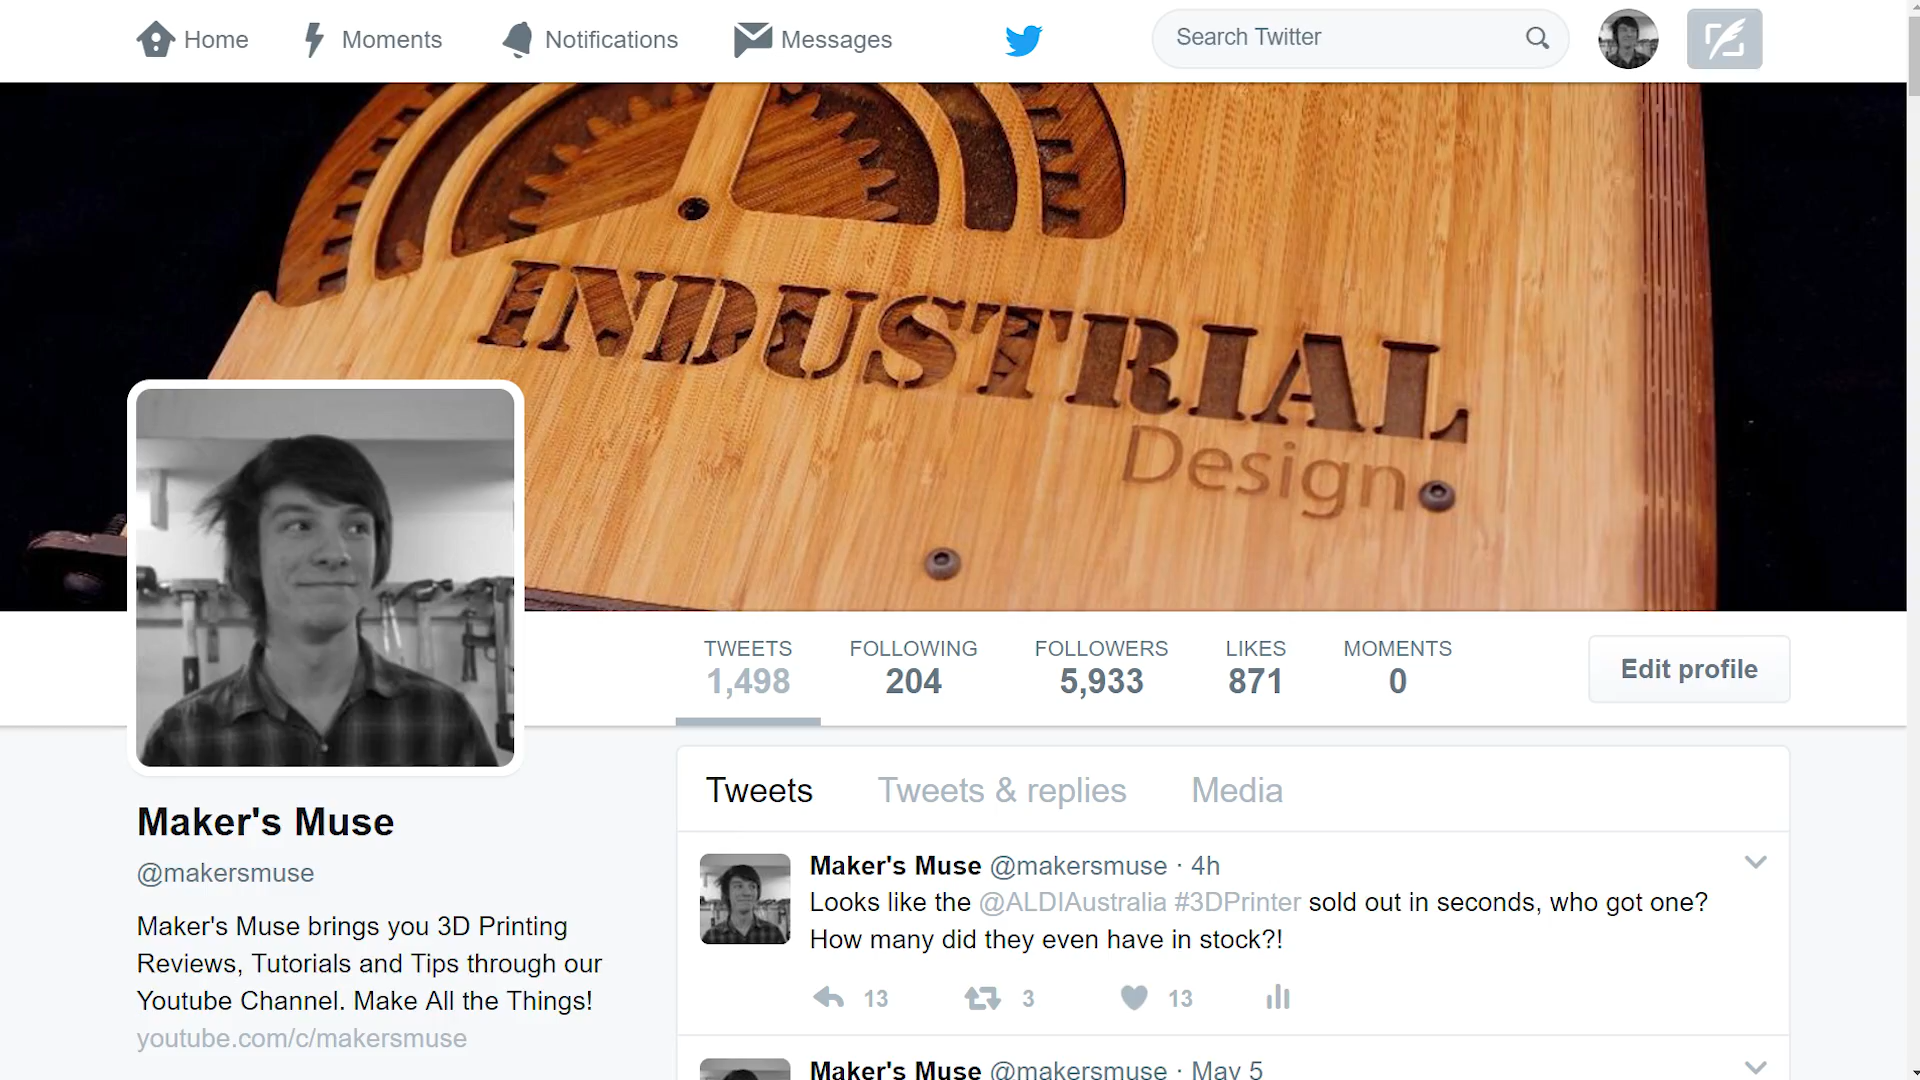 Home
Moments
Notifications
Messages
Search Twitter
INDUSTRIAL
Design
TWEETS
1,498
FOLLOWING
204
FOLLOWERS
5,933
LIKES
871
MOMENTS
0
Edit profile
Maker's Muse
@makersmuse
Maker's Muse brings you 3D Printing
Reviews, Tutorials and Tips through our
Youtube Channel. Make All the Things!
youtube.com/c/makersmuse
Tweets
Tweets & replies
Media
Maker's Muse @makersmuse · 4h
Looks like the @ALDIAustralia #3DPrinter sold out in seconds, who got one?
How many did they even have in stock?!
13
3
13
Maker's Muse @makersmuse · May 5